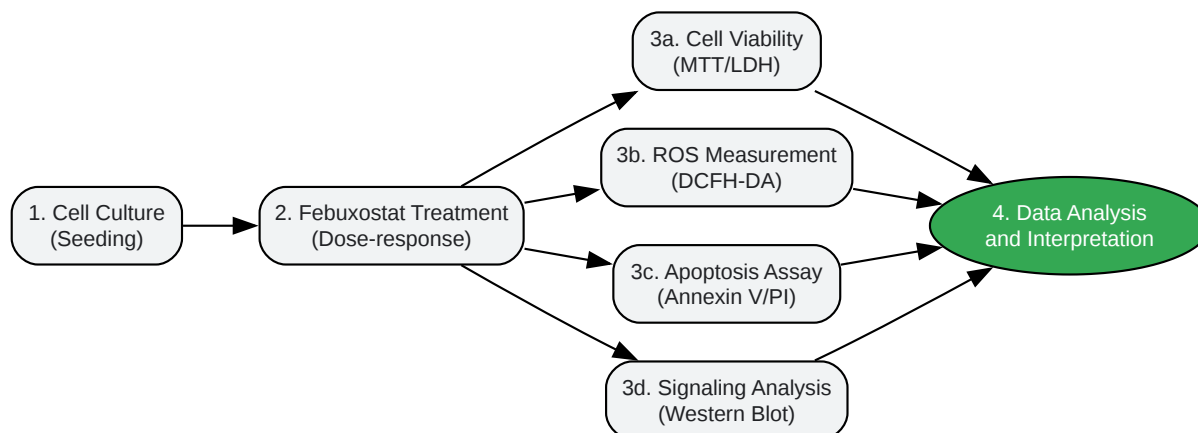 1. Cell Culture
(Seeding)
2. Febuxostat Treatment
(Dose-response)
3a. Cell Viability
(MTT/LDH)
3b. ROS Measurement
(DCFH-DA)
3c. Apoptosis Assay
(Annexin V/PI)
3d. Signaling Analysis
(Western Blot)
4. Data Analysis
and Interpretation